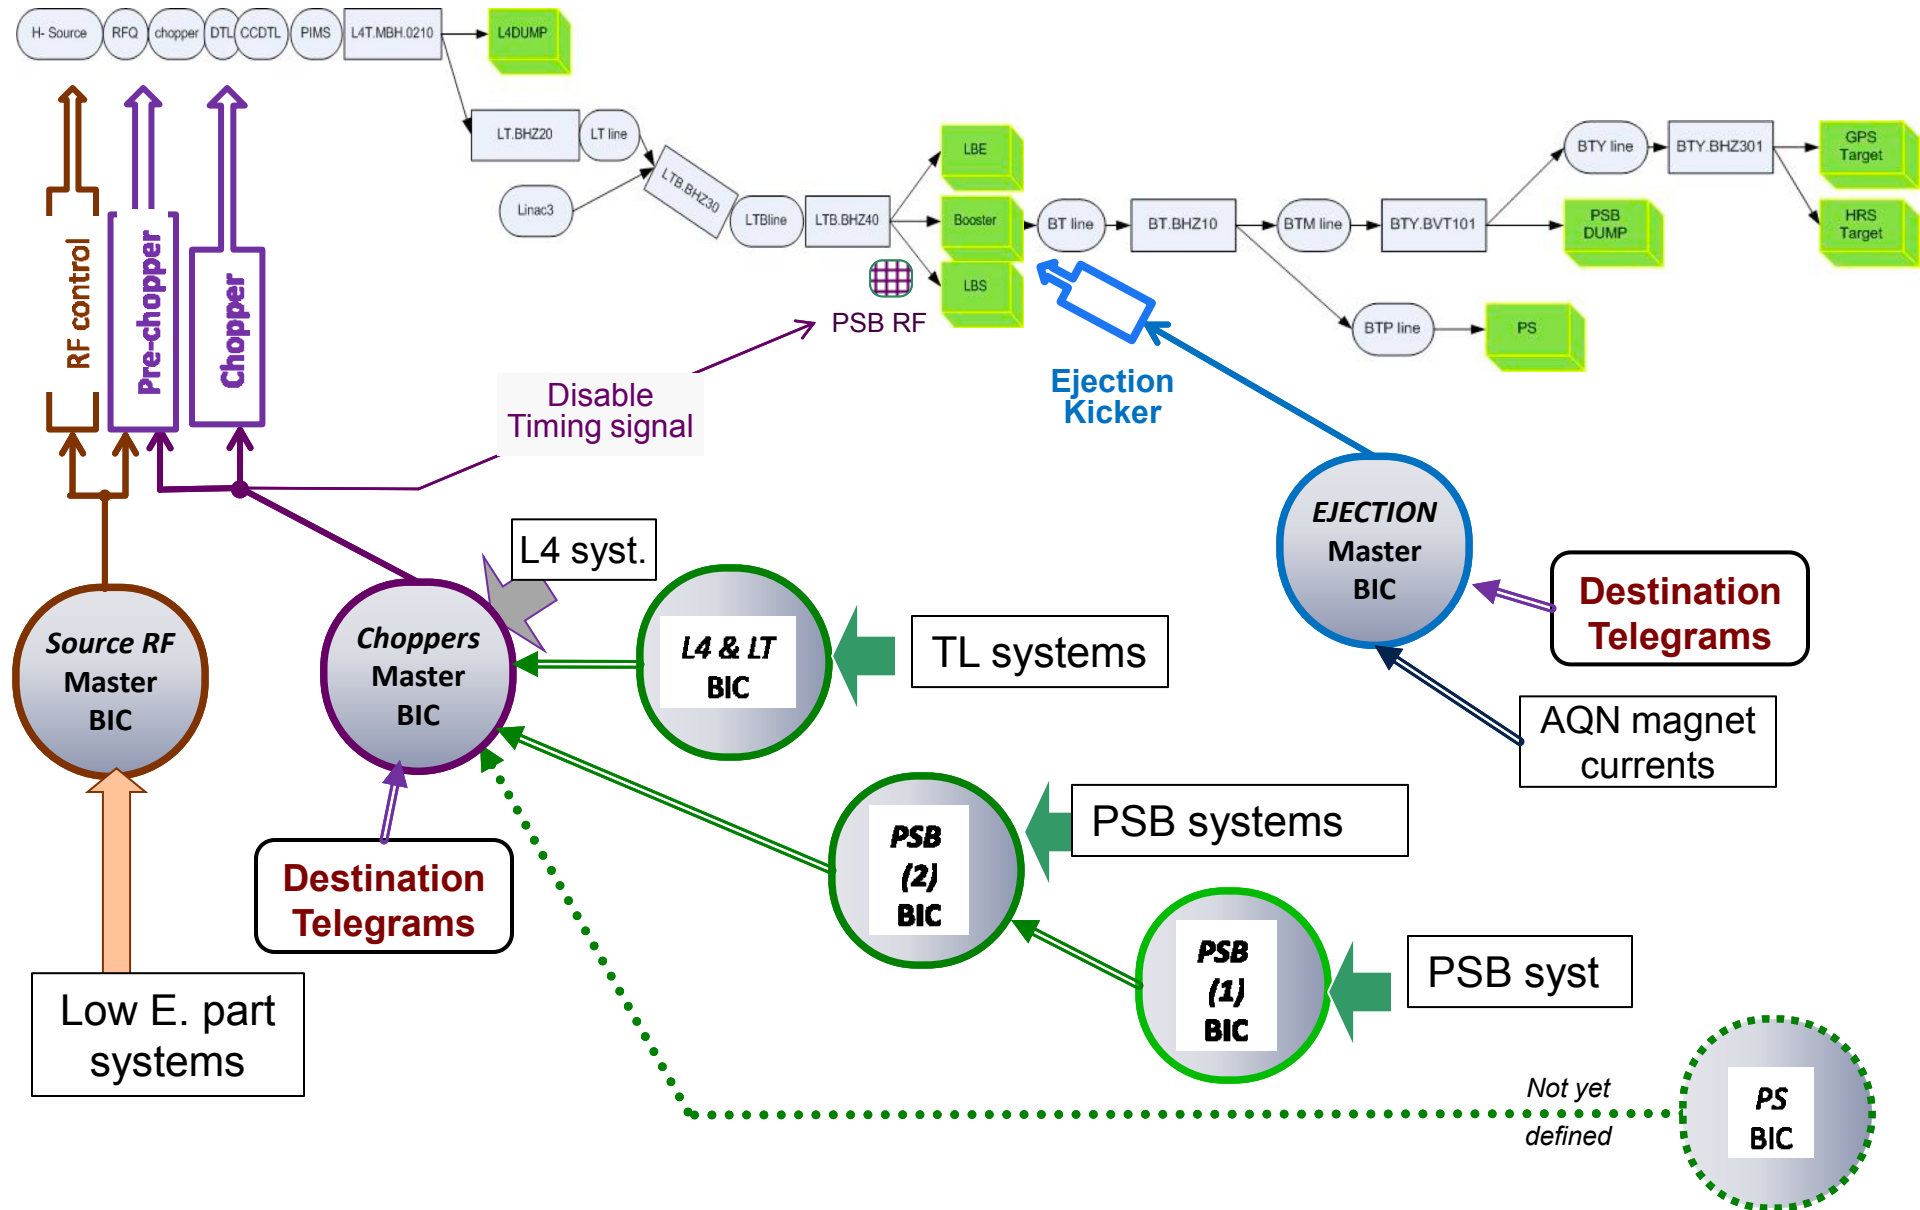 H- Source
RFQ
chopper
DTL
CCDTL
PIMS
L4T.MBH.0210
L4DUMP
LT.BHZ20
LT line
Linac3
LTB.BHZ30
LTBline
LTB.BHZ40
LBE
Booster
LBS
BT line
BT.BHZ10
BTM line
BTY.BVT101
BTY line
BTY.BHZ301
GPS
Target
HRS
Target
PSB
DUMP
BTP line
PS
RF control
Pre-chopper
Chopper
PSB RF
Disable
Timing signal
Ejection
Kicker
EJECTION
Master
BIC
Destination
Telegrams
AQN magnet
currents
L4 syst.
Source RF
Master
BIC
Choppers
Master
BIC
L4 & LT
BIC
TL systems
PSB
(2)
BIC
PSB systems
Destination
Telegrams
PSB
(1)
BIC
PSB syst
Low E. part
systems
Not yet
defined
PS
BIC